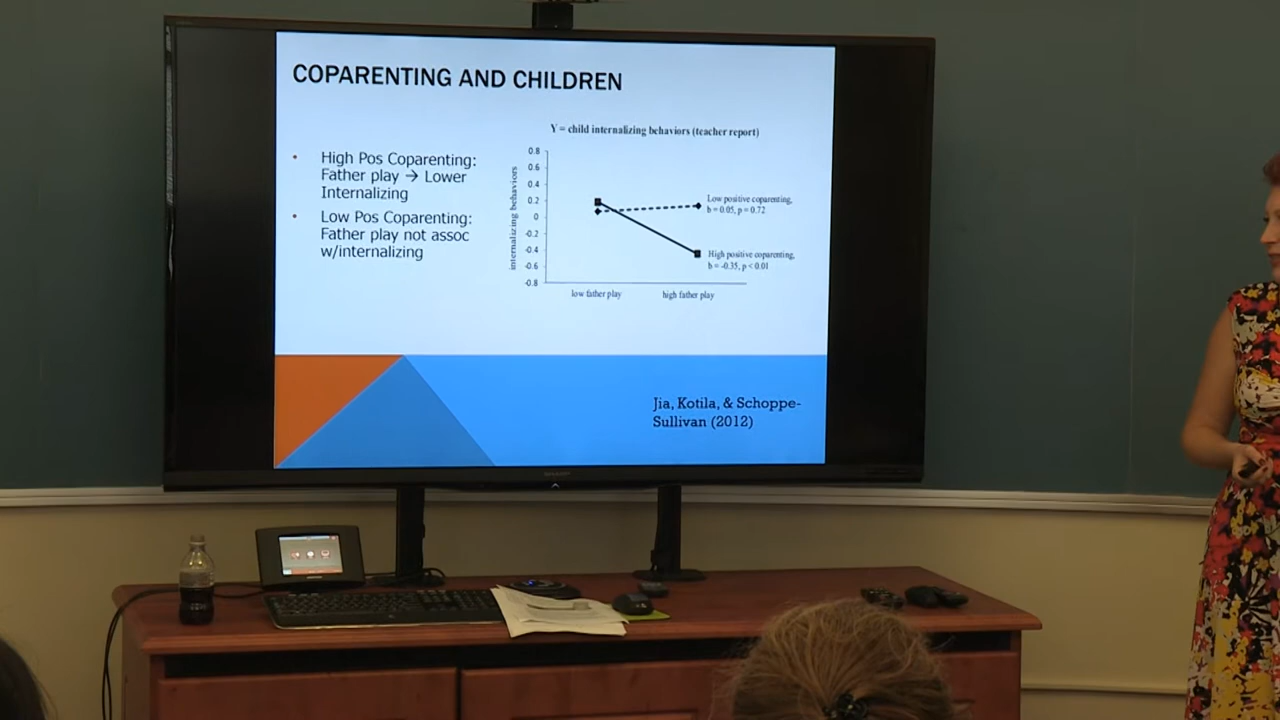 COPARENTING AND CHILDREN
• High Pos Coparenting:
Father play → Lower
Internalizing
• Low Pos Coparenting:
Father play not assoc
w/internalizing
Y = child internalizing behaviors (teacher report)
internalizing behaviors
0.8
0.6
0.4
0.2
0
-0.2
-0.4
-0.6
-0.8
Low positive coparenting,
b = 0.05, p = 0.72
High positive coparenting,
b = -0.35, p < 0.01
low father play
high father play
Jia, Kotila, & Schoppe-
Sullivan (2012)
SHARP